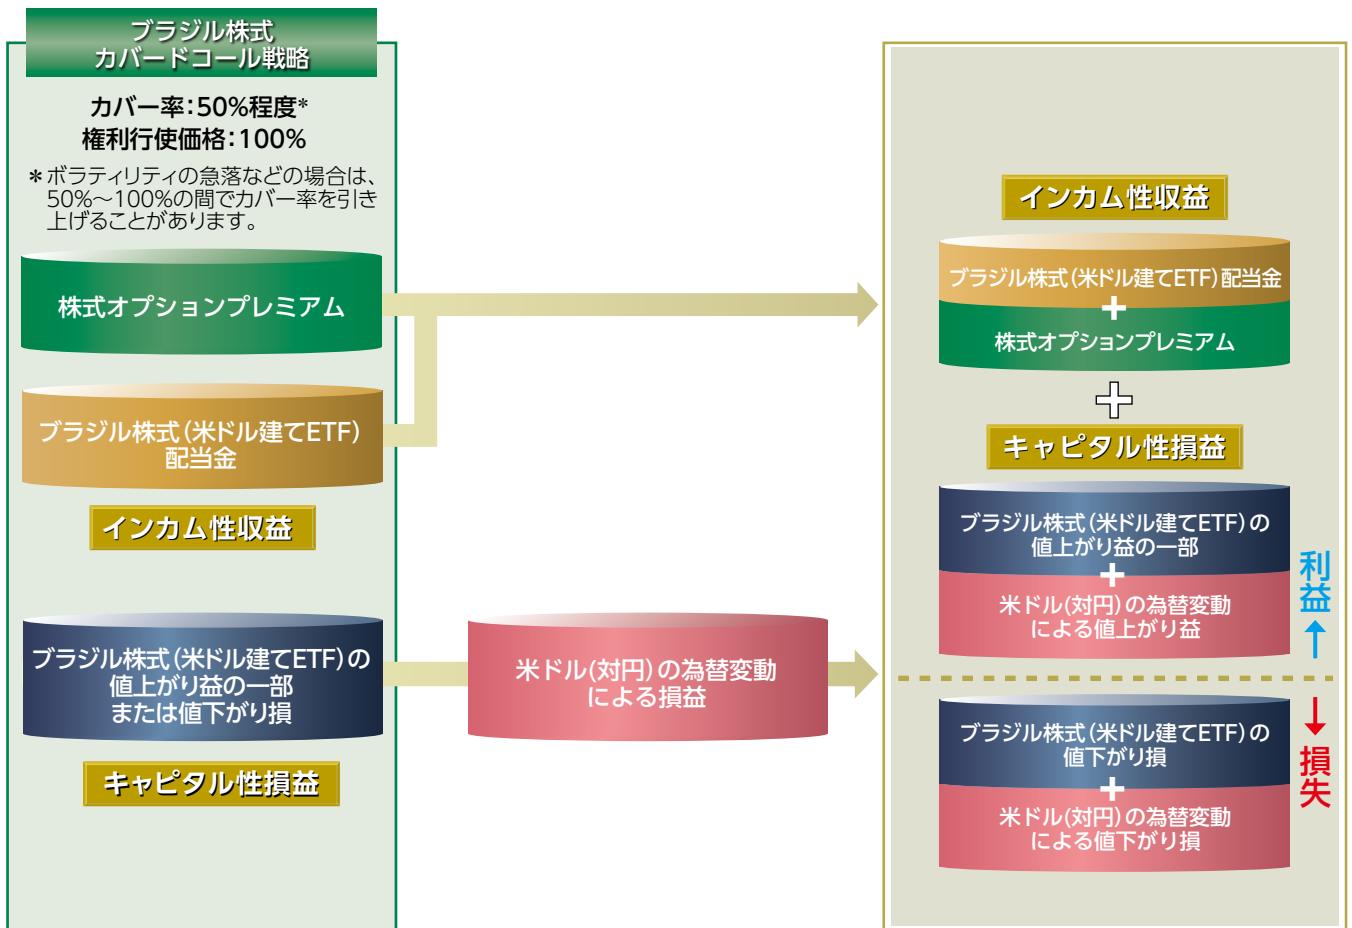 ブラジル株式
カバードコール戦略
カバー率：50%程度*
権利行使価格：100%
＊ボラティリティの急落などの場合は、
50%～100%の間でカバー率を引き
上げることがあります。
株式オプションプレミアム
ブラジル株式（米ドル建てETF）
配当金
インカム性収益
ブラジル株式（米ドル建てETF）の
値上がり益の一部
または値下がり損
キャピタル性損益
米ドル(対円)の為替変動
による損益
インカム性収益
ブラジル株式（米ドル建てETF）配当金
+
株式オプションプレミアム
+
キャピタル性損益
ブラジル株式（米ドル建てETF）の
値上がり益の一部
+
米ドル(対円)の為替変動
による値上がり益
利益↑
ブラジル株式（米ドル建てETF）の
値下がり損
+
米ドル(対円)の為替変動
による値下がり損
↓損失